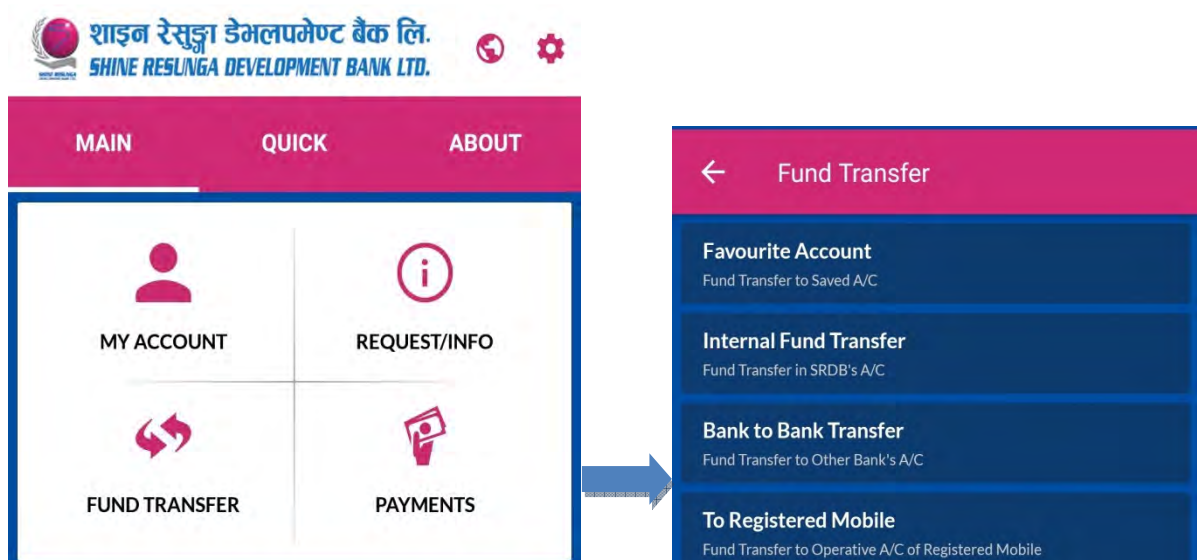 शाइन रेसुङ्गा डेभलपमेण्ट बैंक लि.
SHINE RESUNGA DEVELOPMENT BANK LTD.
MAIN QUICK ABOUT
MY ACCOUNT REQUEST/INFO
FUND TRANSFER PAYMENTS
Fund Transfer
Favourite Account
Fund Transfer to Saved A/C
Internal Fund Transfer
Fund Transfer in SRDB's A/C
Bank to Bank Transfer
Fund Transfer to Other Bank's A/C
To Registered Mobile
Fund Transfer to Operative A/C of Registered Mobile